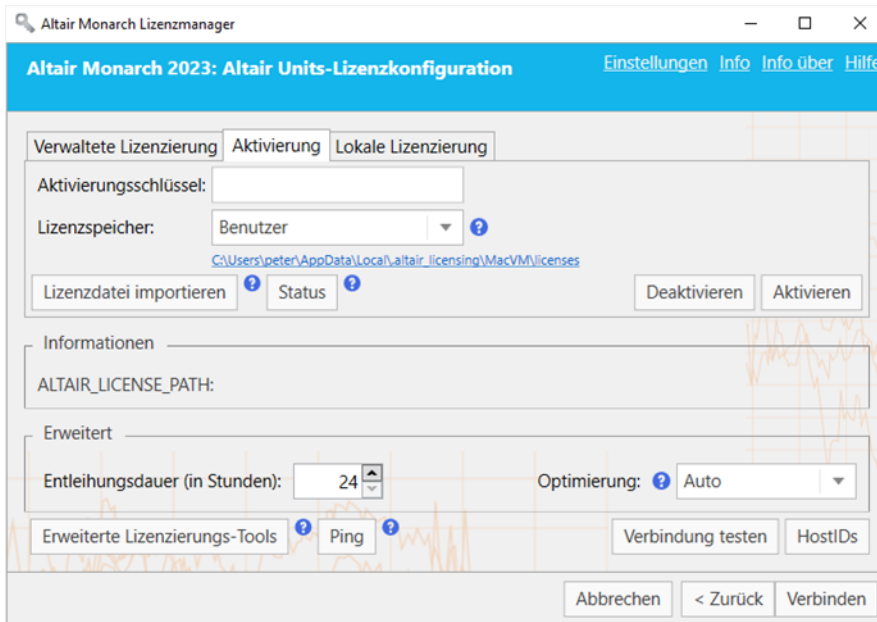 Altair Monarch Lizenzmanager
Altair Monarch 2023: Altair Units-Lizenzkonfiguration
Einstellungen Info Info über Hilfe
Verwaltete Lizenzierung Aktivierung Lokale Lizenzierung
Aktivierungsschlüssel:
Lizenzspeicher: Benutzer ?
C:\Users\peter\AppData\Local\.altair_licensing\MacVM\licenses
Lizenzdatei importieren ? Status ? Deaktivieren Aktivieren
Informationen
ALTAIR_LICENSE_PATH:
Erweitert
Entleihungsdauer (in Stunden): 24 Optimierung: ? Auto
Erweiterte Lizenzierungs-Tools ? Ping ? Verbindung testen HostIDs
Abbrechen < Zurück Verbinden